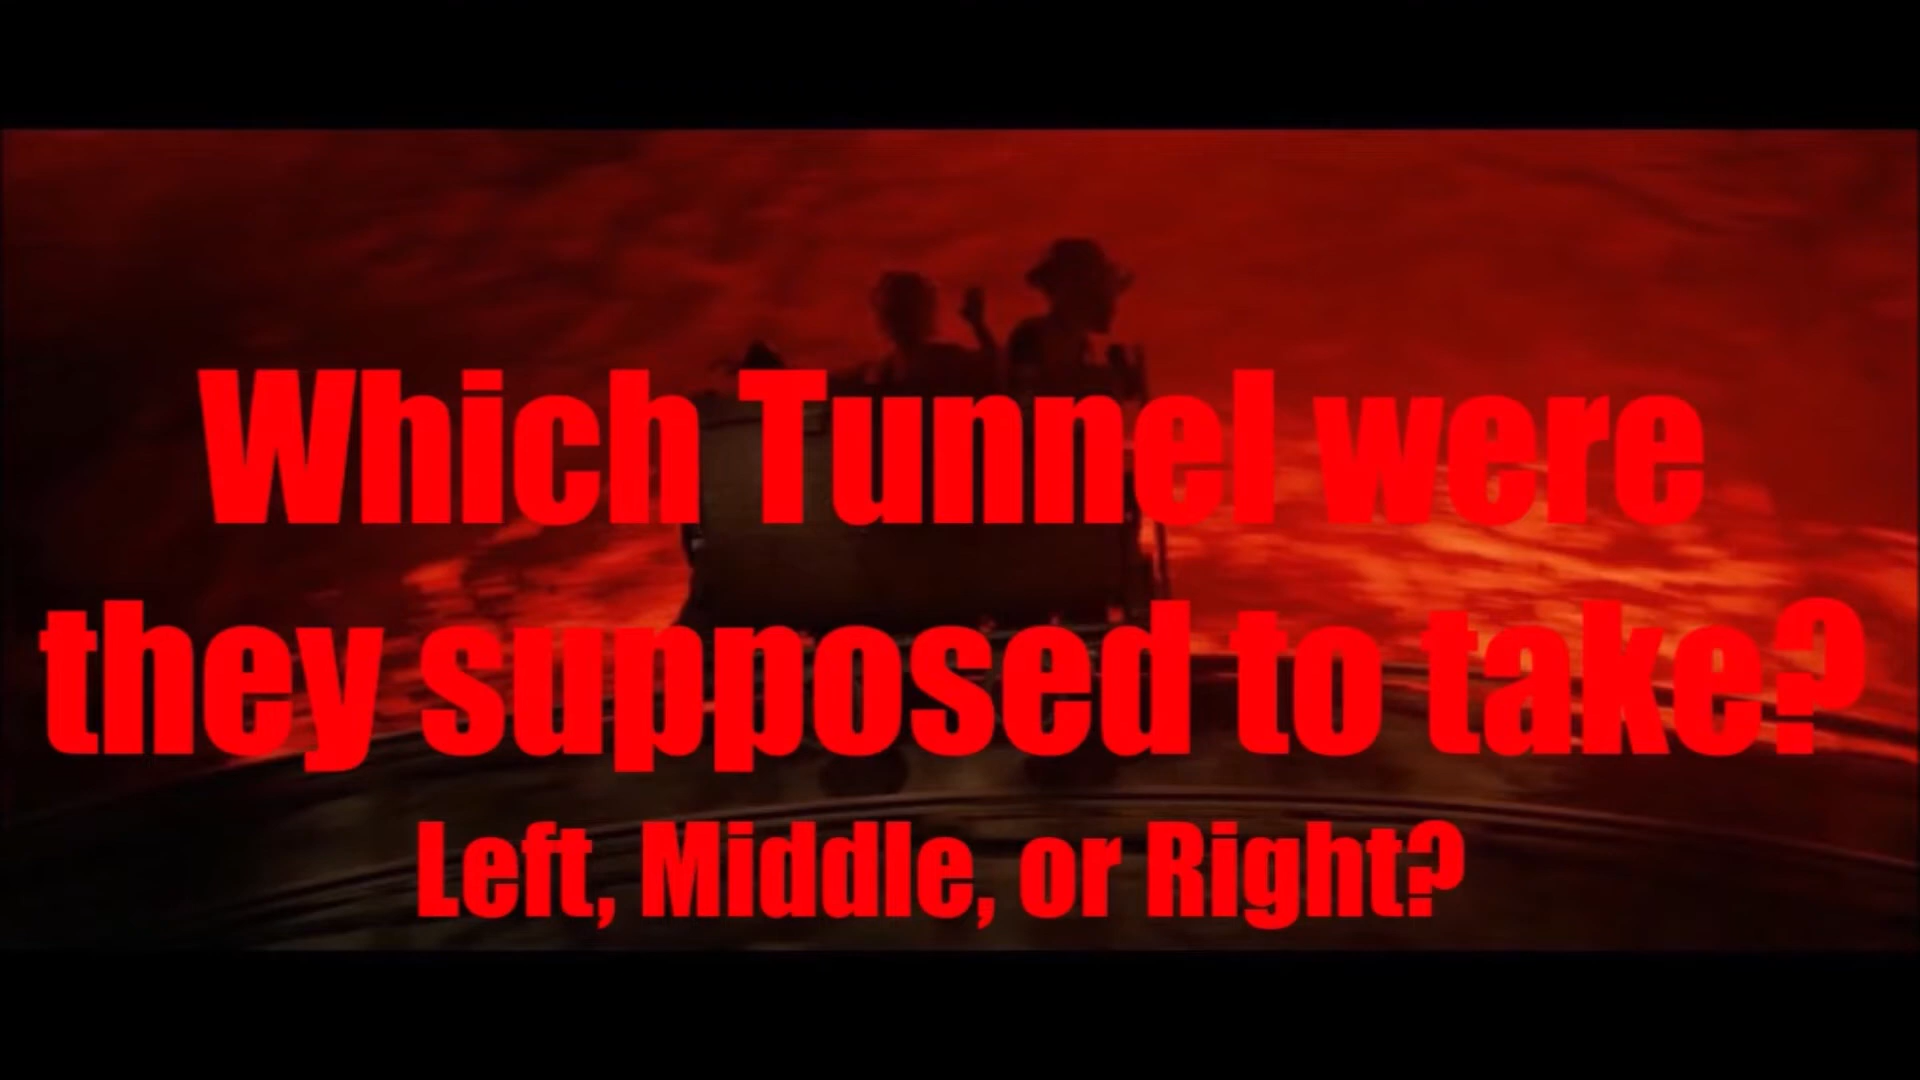 Which Tunnel were
they supposed to take?
Left, Middle, or Right?